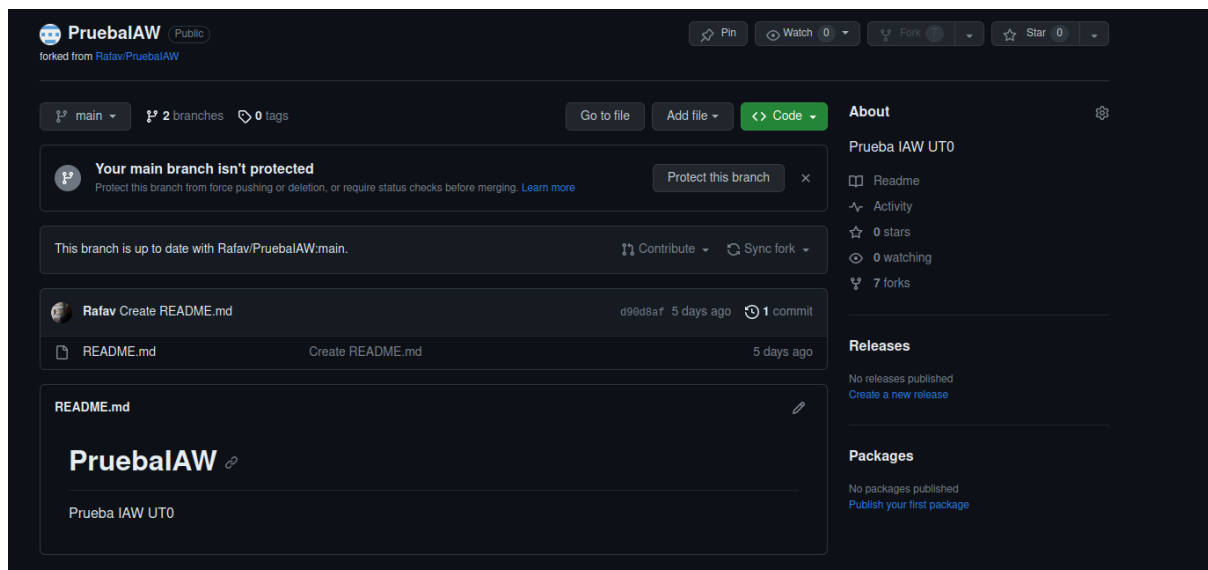 PruebaIAW Public Pin Watch 0 Fork 7 Star 0
forked from Rafav/PruebaIAW
main 2 branches 0 tags Go to file Add file <> Code
Your main branch isn't protected
Protect this branch from force pushing or deletion, or require status checks before merging. Learn more
Protect this branch
This branch is up to date with Rafav/PruebaIAW:main. Contribute Sync fork
Rafav Create README.md d90d8af 5 days ago 1 commit
README.md Create README.md 5 days ago
README.md
PruebaIAW
Prueba IAW UT0
About
Prueba IAW UT0
Readme
Activity
0 stars
0 watching
7 forks
Releases
No releases published
Create a new release
Packages
No packages published
Publish your first package